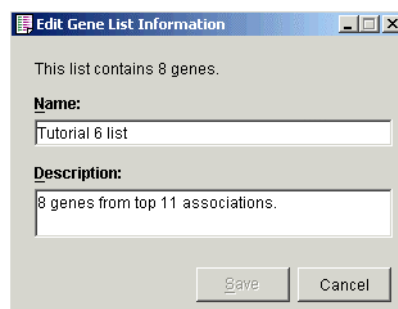 Edit Gene List Information
This list contains 8 genes.
Name:
Tutorial 6 list
Description:
8 genes from top 11 associations.
Save Cancel